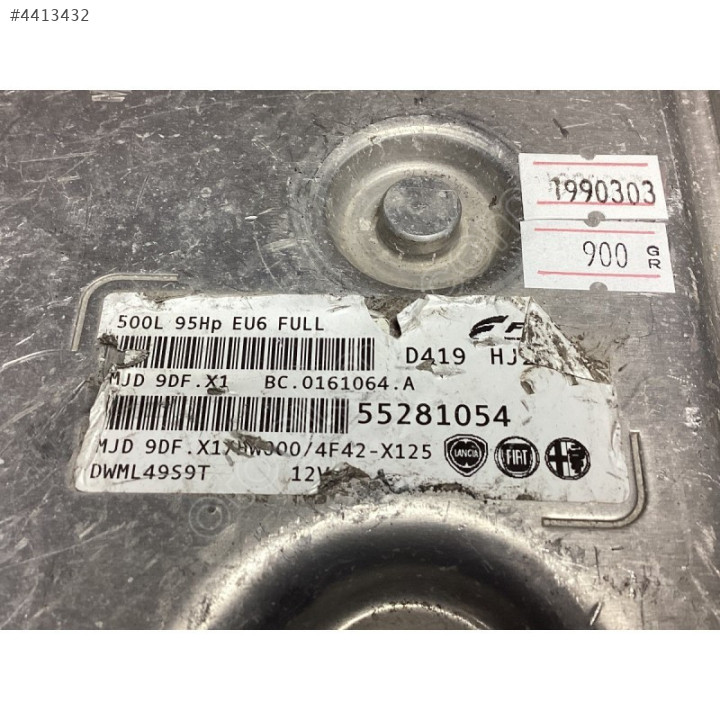 #4413432
1990303
900 GR
500L 95Hp EU6 FULL
D419 HJ
MJD 9DF.X1 BC.0161064.A
55281054
MJD 9DF.X1/HWJ00/4F42-X125
LANCIA FIAT
DWML49S9T 12V